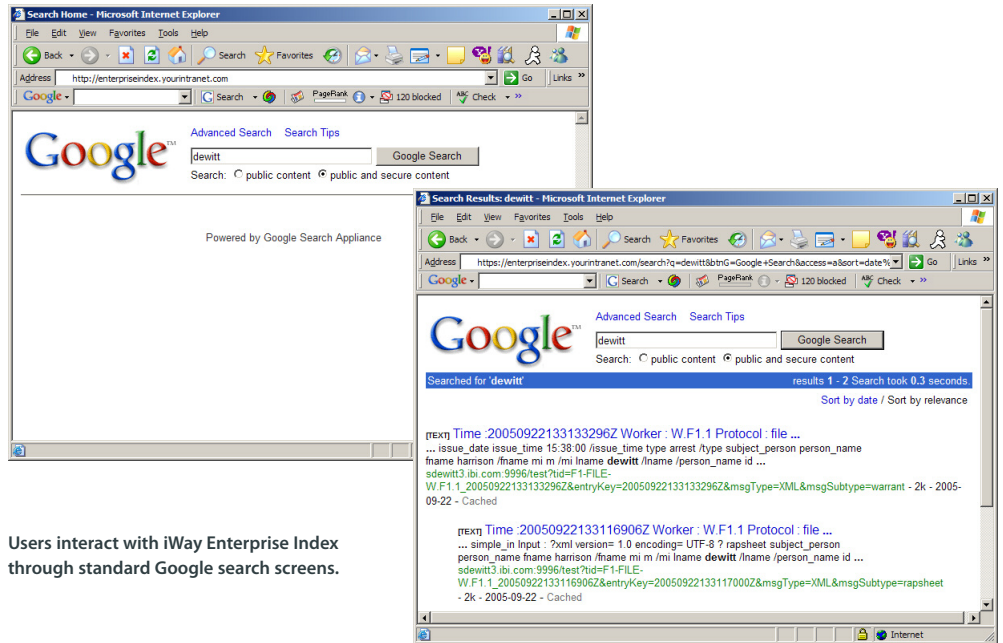 Search Home - Microsoft Internet Explorer
File Edit View Favorites Tools Help
Back Search Favorites
Address http://enterpriseindex.yourintranet.com Go Links »
Google Search PageRank 120 blocked ABC Check »
Google™
Advanced Search Search Tips
dewitt Google Search
Search: public content public and secure content
Powered by Google Search Appliance
Search Results: dewitt - Microsoft Internet Explorer
File Edit View Favorites Tools Help
Back Search Favorites
Address https://enterpriseindex.yourintranet.com/search?q=dewitt&btnG=Google+Search&access=a&sort=date% Go Links »
Google Search PageRank 120 blocked ABC Check »
Google™
Advanced Search Search Tips
dewitt Google Search
Search: public content public and secure content
Searched for 'dewitt' results 1 - 2 Search took 0.3 seconds.
Sort by date / Sort by relevance
[TEXT] Time :20050922133133296Z Worker : W.F1.1 Protocol : file ...
... issue_date issue_time 15:38:00 /issue_time type arrest /type subject_person person_name
fname harrison /fname mi m /mi lname dewitt /lname /person_name id ...
sdewitt3.ibi.com:9996/test?tid=F1-FILE-
W.F1.1_20050922133133296Z&entryKey=20050922133133296Z&msgType=XML&msgSubtype=warrant - 2k - 2005-
09-22 - Cached
[TEXT] Time :20050922133116906Z Worker : W.F1.1 Protocol : file ...
... simple_in Input : ?xml version= 1.0 encoding= UTF-8 ? rapsheet subject_person
person_name fname harrison /fname mi m /mi lname dewitt /lname /person_name id ...
sdewitt3.ibi.com:9996/test?tid=F1-FILE-
W.F1.1_20050922133116906Z&entryKey=20050922133117000Z&msgType=XML&msgSubtype=rapsheet
- 2k - 2005-09-22 - Cached
Internet
Users interact with iWay Enterprise Index
through standard Google search screens.